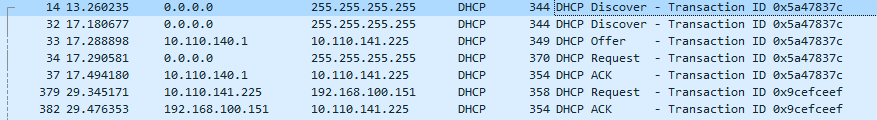 14 13.260235 0.0.0.0 255.255.255.255 DHCP 344 DHCP Discover - Transaction ID 0x5a47837c
32 17.180677 0.0.0.0 255.255.255.255 DHCP 344 DHCP Discover - Transaction ID 0x5a47837c
33 17.288898 10.110.140.1 10.110.141.225 DHCP 349 DHCP Offer - Transaction ID 0x5a47837c
34 17.290581 0.0.0.0 255.255.255.255 DHCP 370 DHCP Request - Transaction ID 0x5a47837c
37 17.494180 10.110.140.1 10.110.141.225 DHCP 354 DHCP ACK - Transaction ID 0x5a47837c
379 29.345171 10.110.141.225 192.168.100.151 DHCP 358 DHCP Request - Transaction ID 0x9cefceef
382 29.476353 192.168.100.151 10.110.141.225 DHCP 354 DHCP ACK - Transaction ID 0x9cefceef